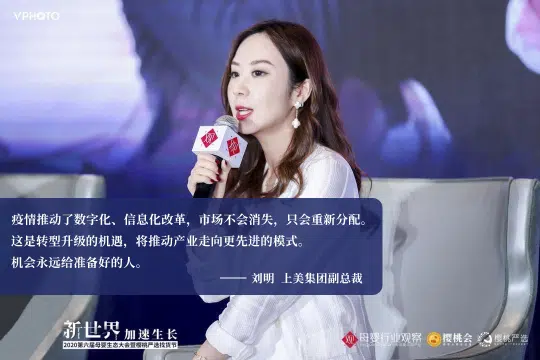 VPHOTO
疫情推动了数字化、信息化改革，市场不会消失，只会重新分配。
这是转型升级的机遇，将推动产业走向更先进的模式。
机会永远给准备好的人。
—— 刘明 上美集团副总裁
新世界 加速生长
2020第六届母婴生态大会暨樱桃严选找货节
母婴行业观察 樱桃会 樱桃严选